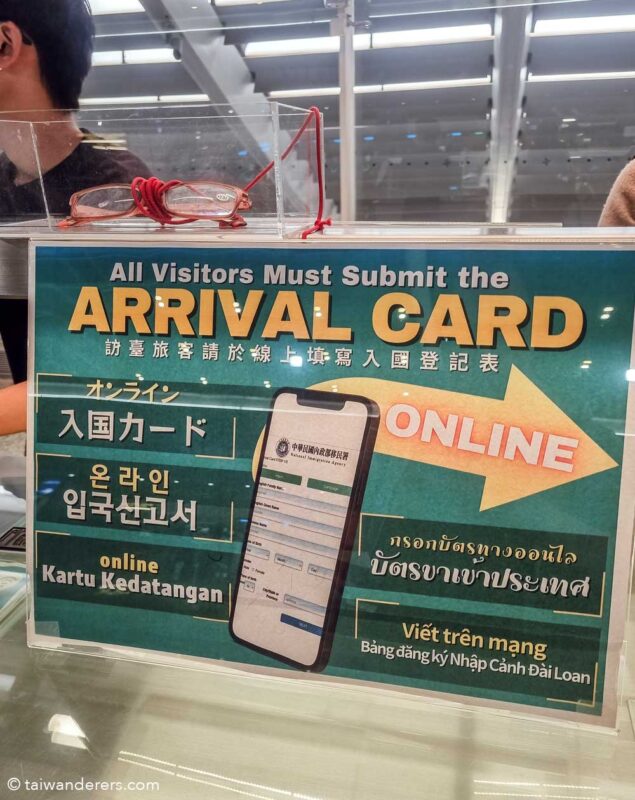 All Visitors Must Submit the
ARRIVAL CARD
訪臺旅客請於線上填寫入國登記表
ONLINE
オンライン
入国カード
온라인
입국신고서
online
Kartu Kedatangan
中華民國內政部移民署
National Immigration Agency
กรอกบัตรทางออนไล
บัตรขาเข้าประเทศ
Viết trên mạng
Bảng đăng ký Nhập Cảnh Đài Loan
© taiwanderers.com